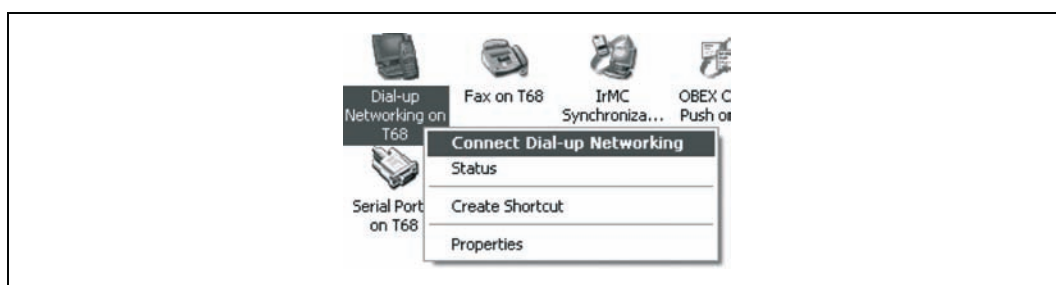 Dial-up
Networking on
T68
Fax on T68
IrMC
Synchroniza...
OBEX
Push
Connect Dial-up Networking
Status
Create Shortcut
Properties
Serial Port
on T68